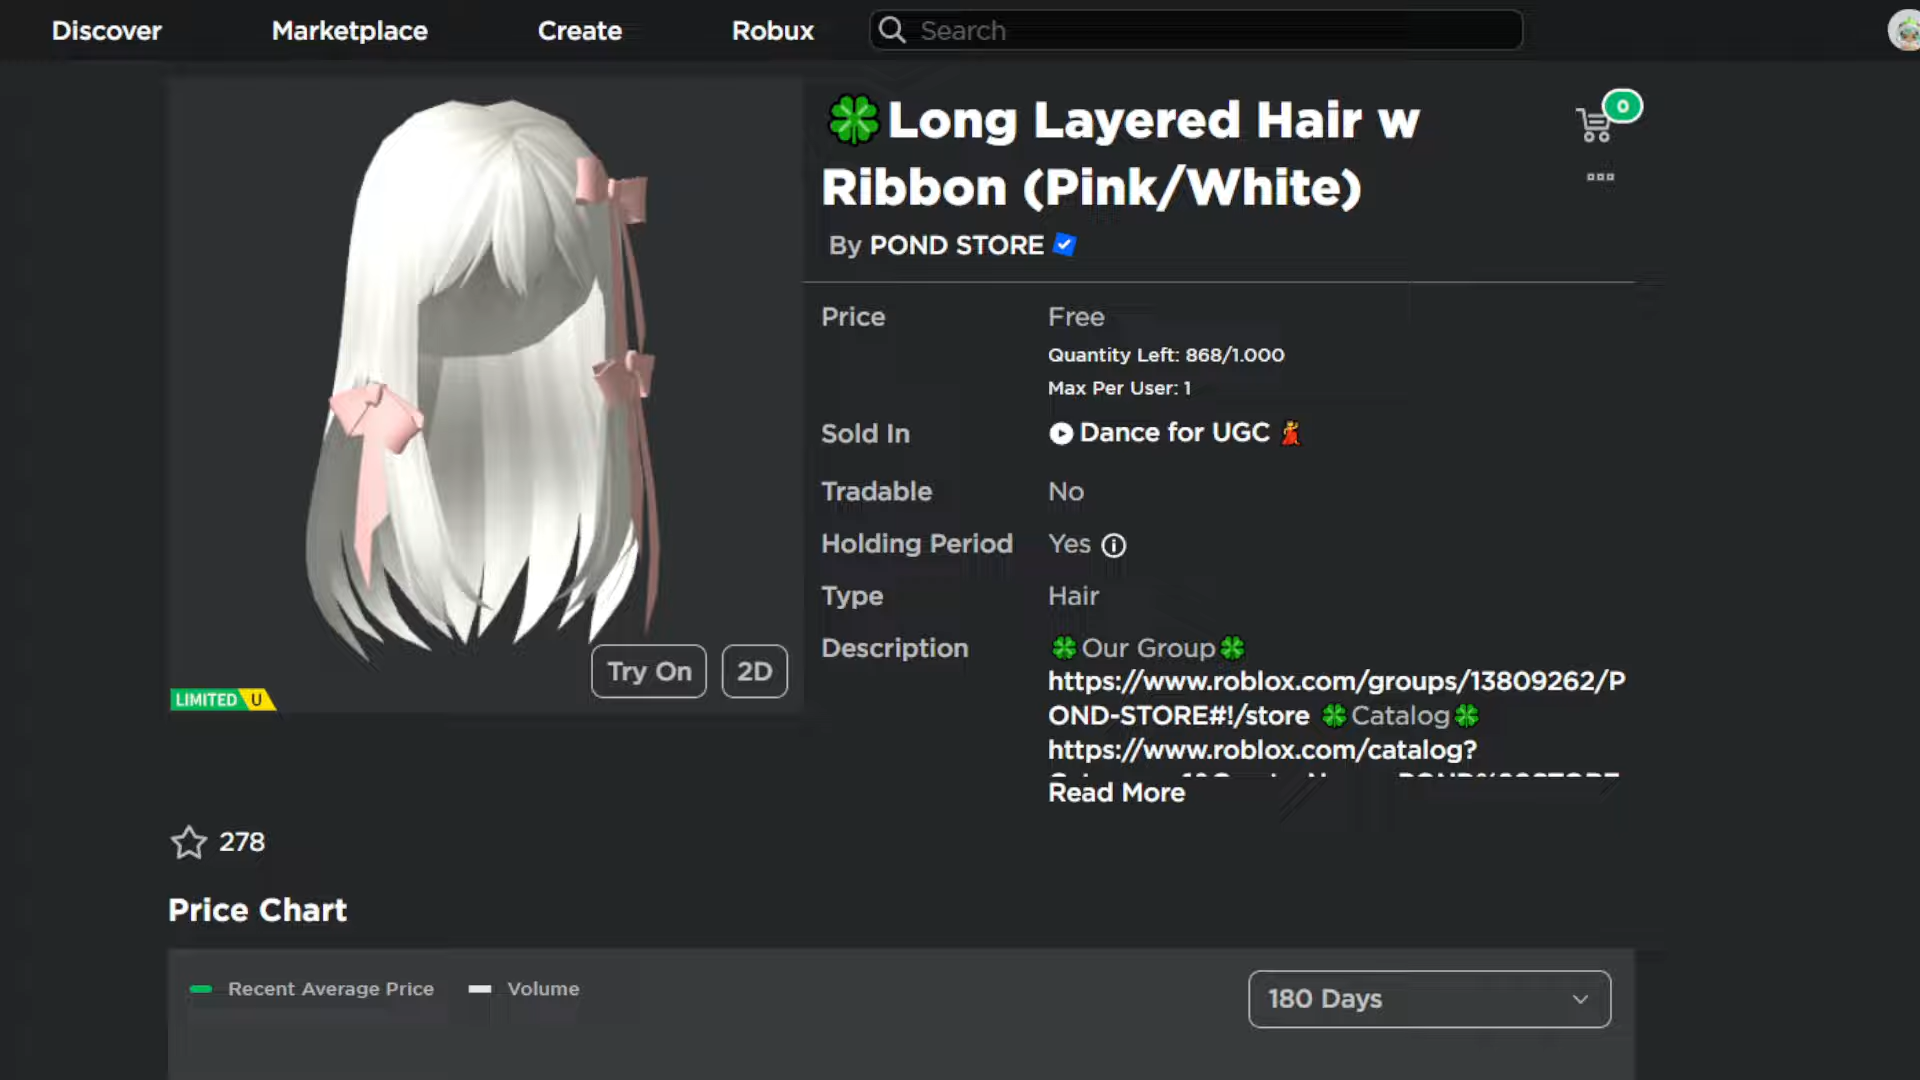 Discover Marketplace Create Robux Search
🍀Long Layered Hair w
Ribbon (Pink/White)
0
By POND STORE
Price Free
Quantity Left: 868/1.000
Max Per User: 1
Sold In Dance for UGC 💃
Tradable No
Holding Period Yes
Type Hair
Description 🍀Our Group🍀
https://www.roblox.com/groups/13809262/P
OND-STORE#!/store 🍀Catalog🍀
https://www.roblox.com/catalog?
Read More
Try On 2D
LIMITED U
278
Price Chart
Recent Average Price Volume
180 Days